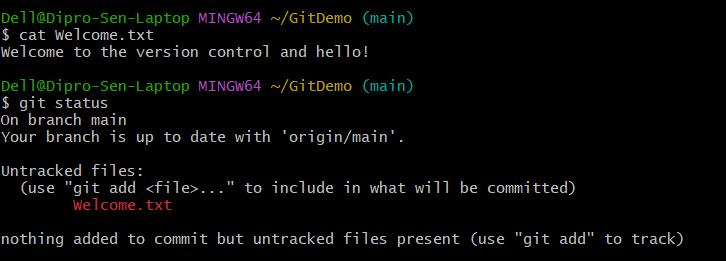 Dell@Dipro-Sen-Laptop MINGW64 ~/GitDemo (main)
$ cat Welcome.txt
Welcome to the version control and hello!
Dell@Dipro-Sen-Laptop MINGW64 ~/GitDemo (main)
$ git status
On branch main
Your branch is up to date with 'origin/main'.
Untracked files:
(use "git add <file>..." to include in what will be committed)
Welcome.txt
nothing added to commit but untracked files present (use "git add" to track)